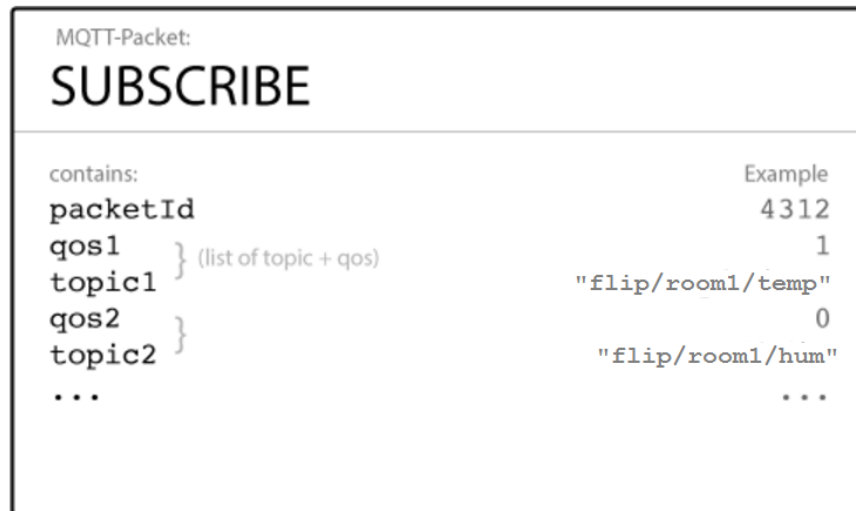 MQTT-Packet:
SUBSCRIBE
contains: Example
packetId 4312
qos1 } (list of topic + qos) 1
topic1 "flip/room1/temp"
qos2 } 0
topic2 "flip/room1/hum"
... ...